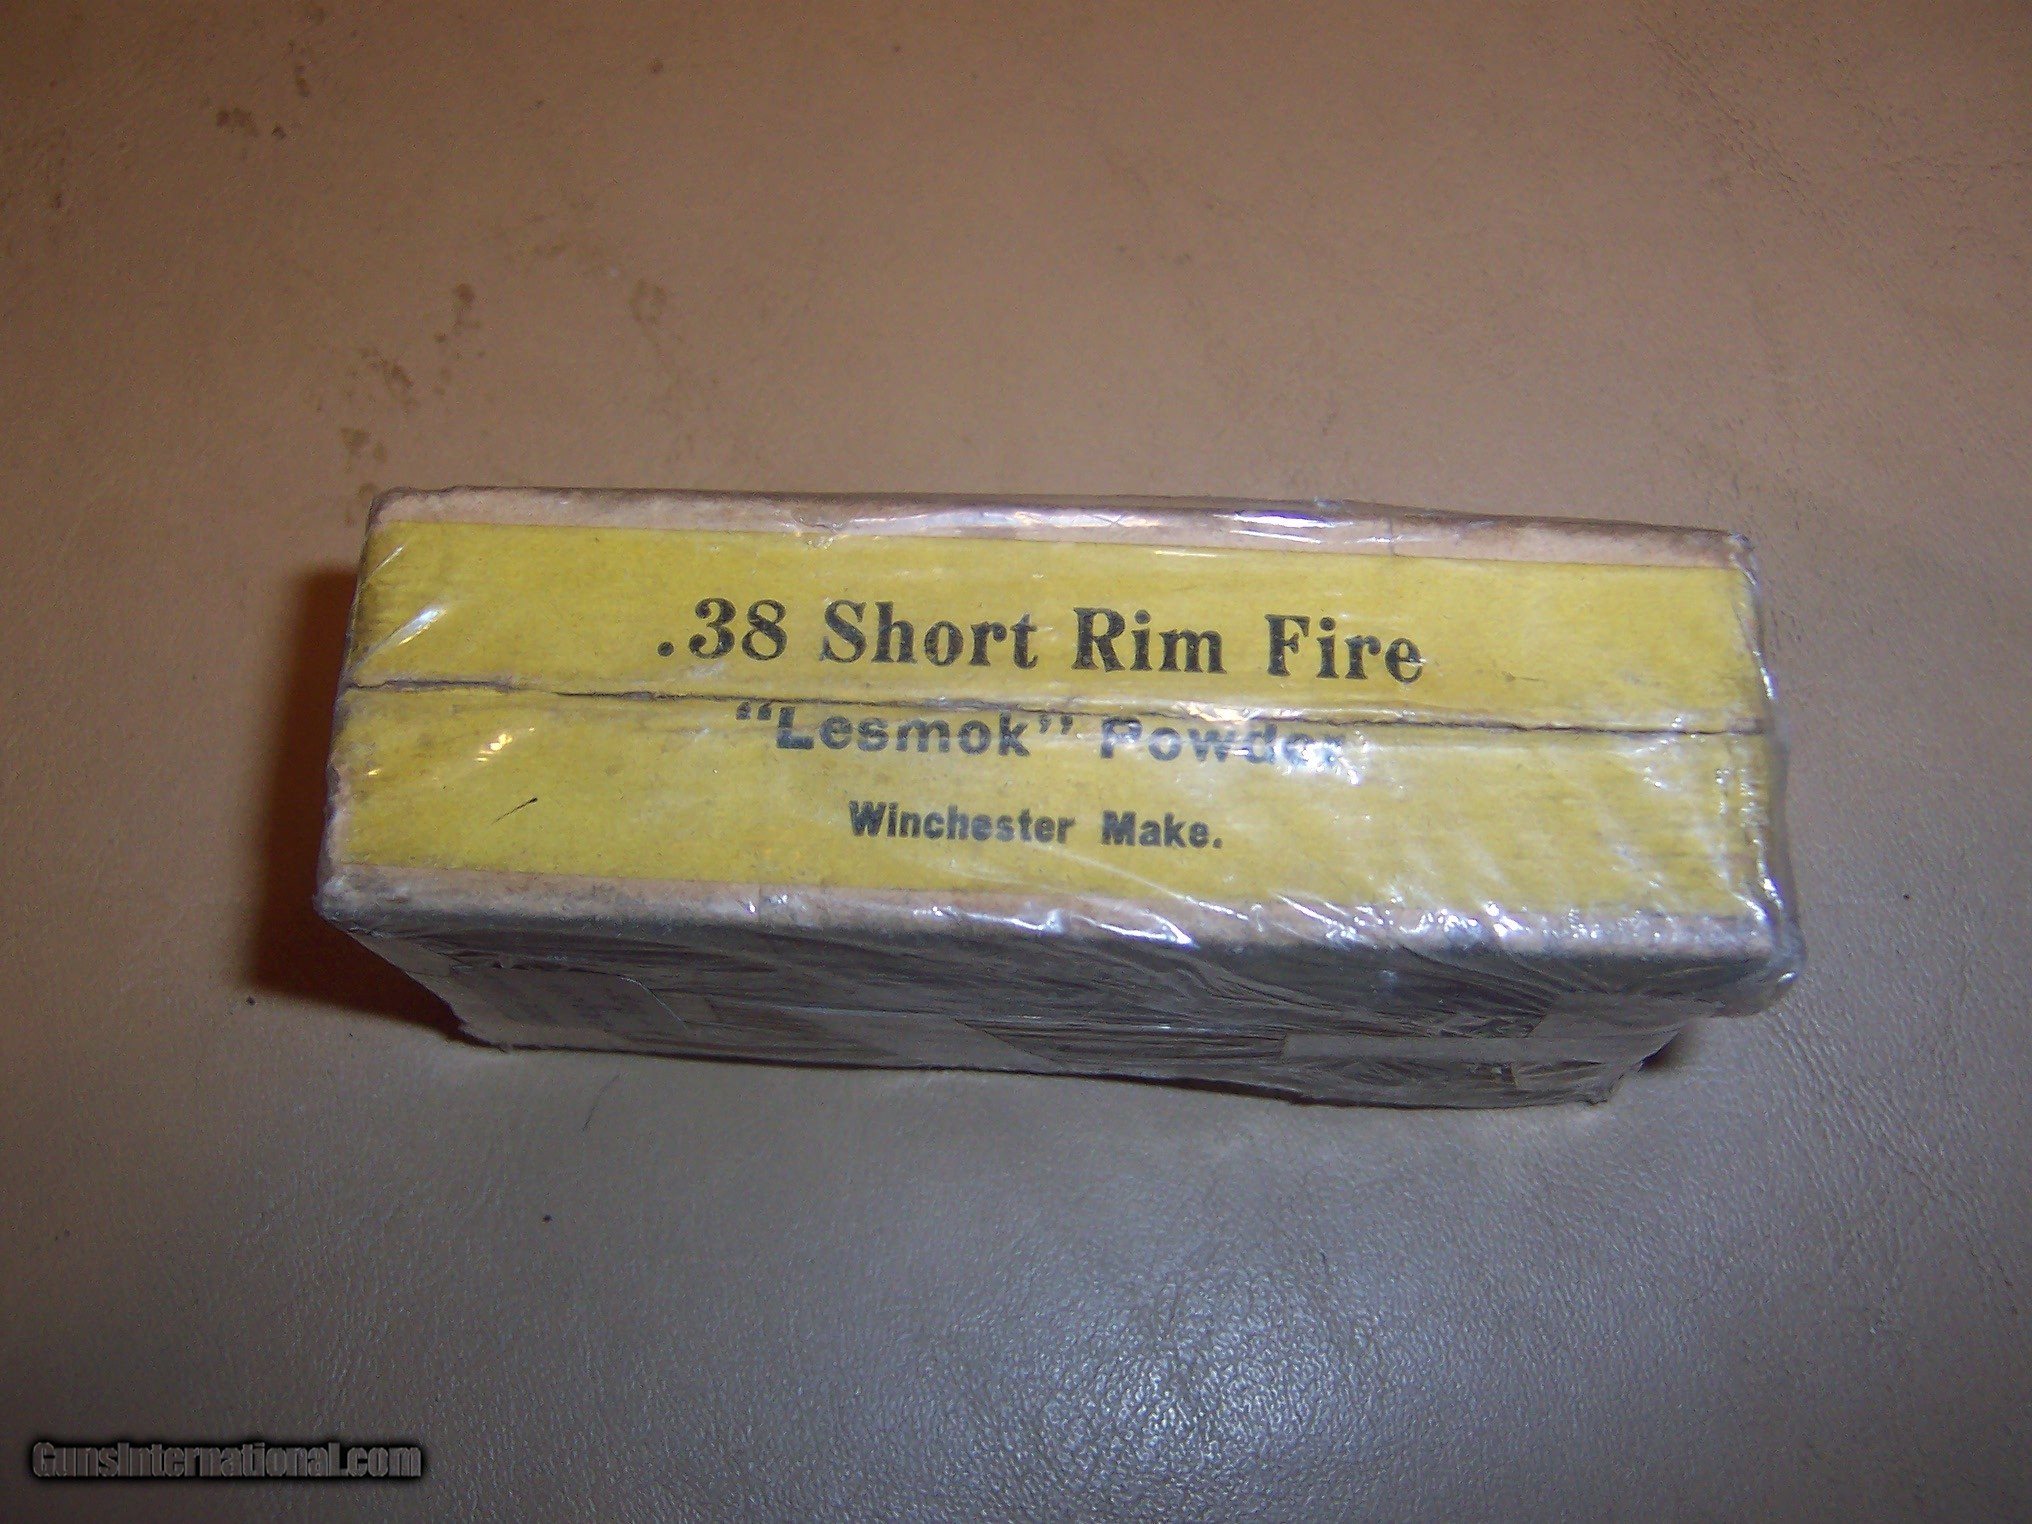 .38 Short Rim Fire
"Lesmok" Powder
Winchester Make.
GunsInternational.com